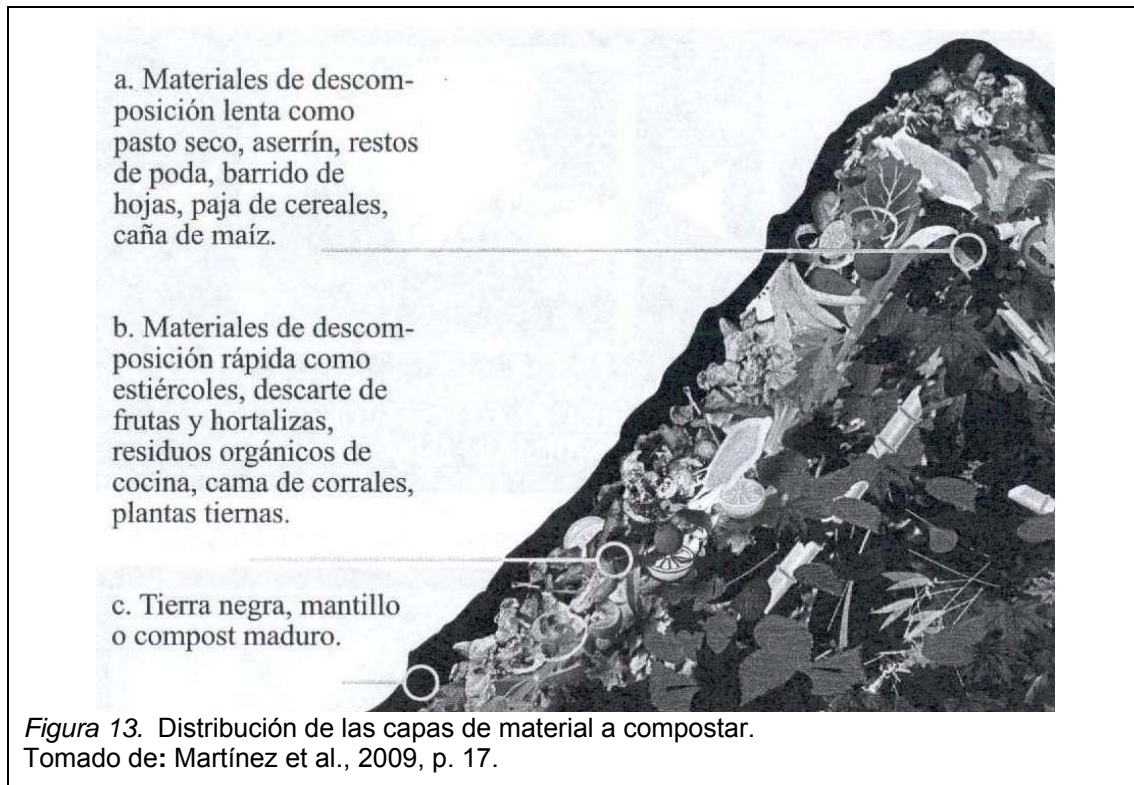 a. Materiales de descom-
posición lenta como
pasto seco, aserrín, restos
de poda, barrido de
hojas, paja de cereales,
caña de maíz.
b. Materiales de descom-
posición rápida como
estiércoles, descarte de
frutas y hortalizas,
residuos orgánicos de
cocina, cama de corrales,
plantas tiernas.
c. Tierra negra, mantillo
o compost maduro.
Figura 13. Distribución de las capas de material a compostar.
Tomado de: Martínez et al., 2009, p. 17.